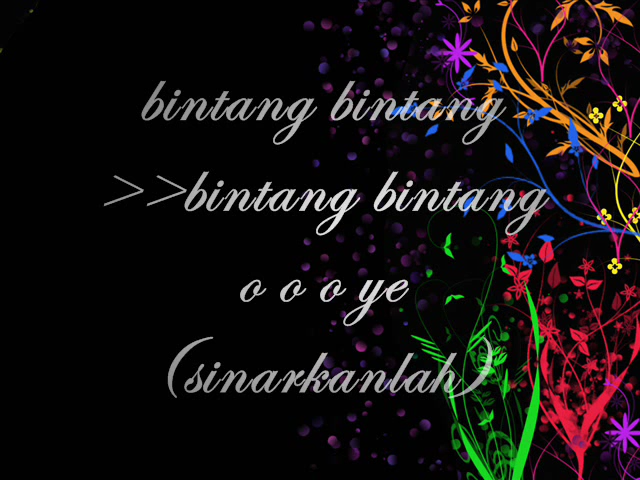 bintang bintang
>>bintang bintang
o o o ye
(sinarkanlah)